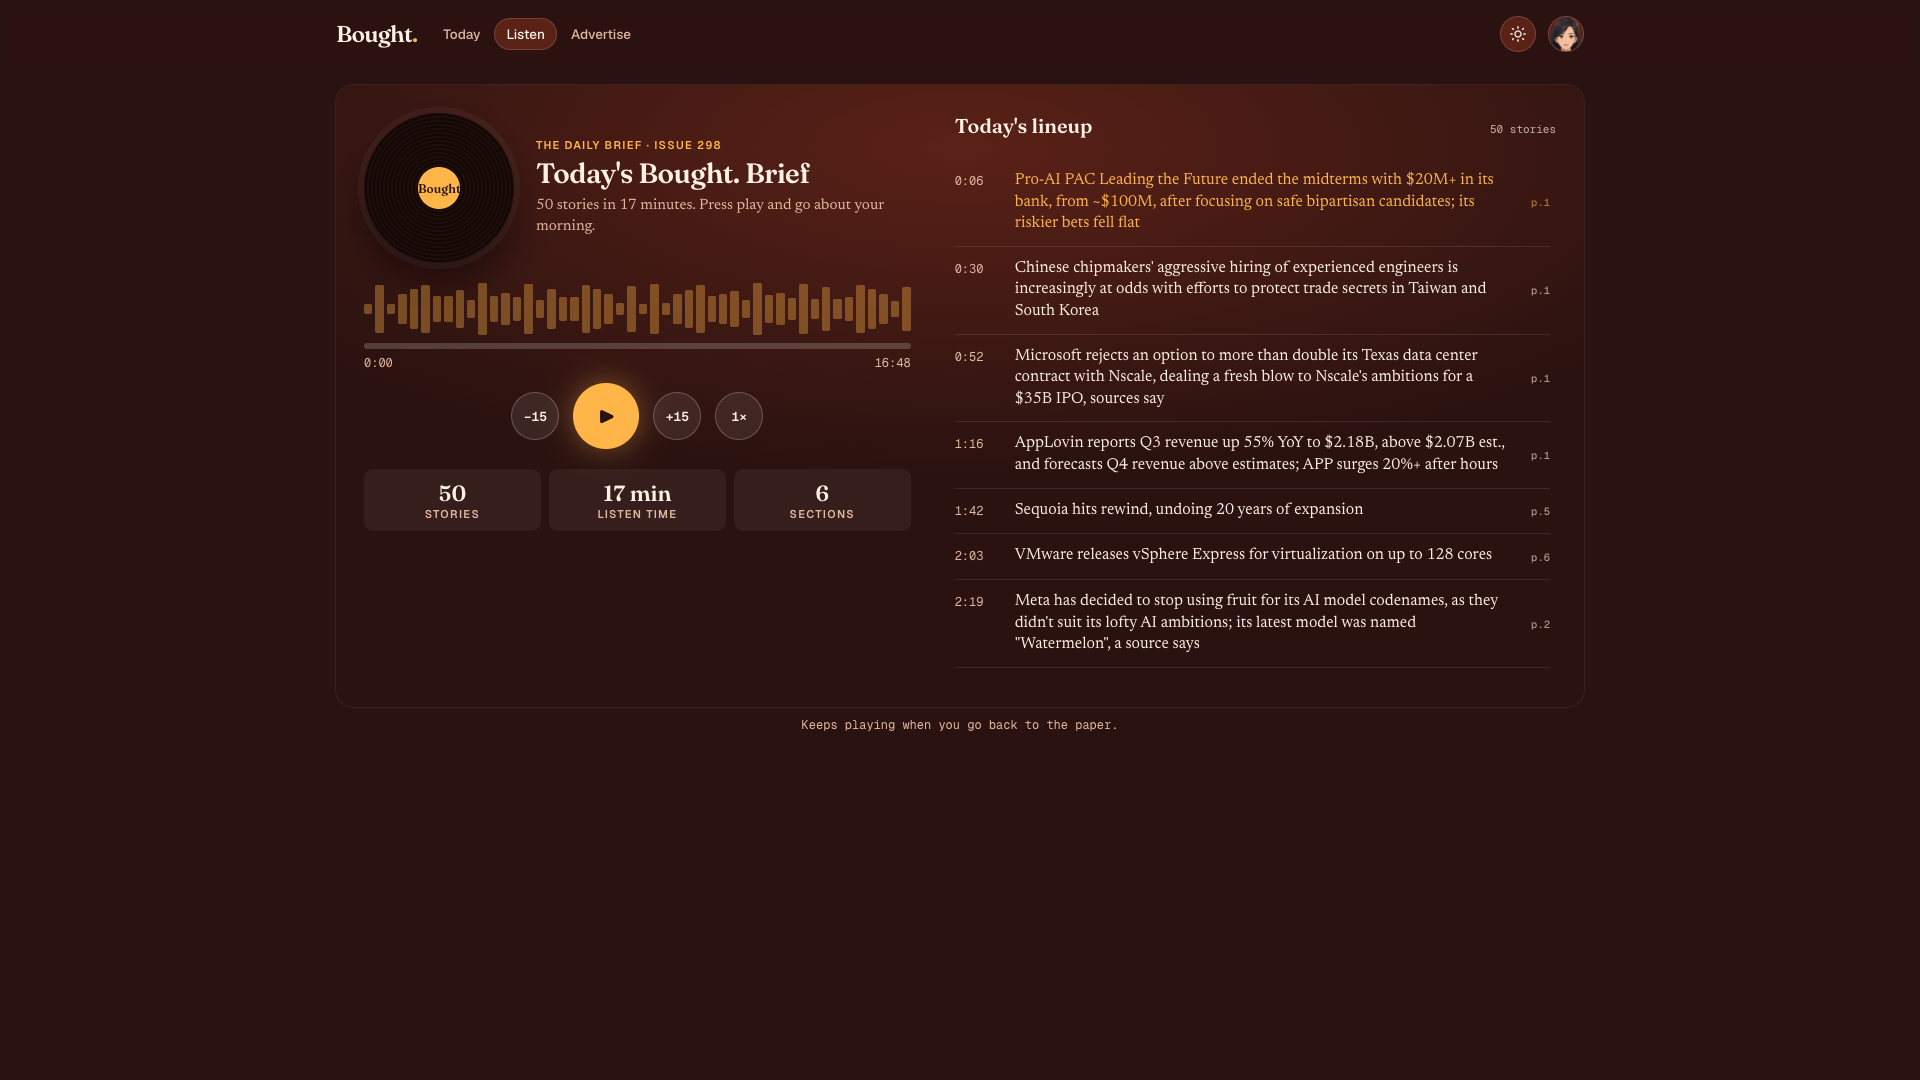 Bought.
Today
Listen
Advertise
Bought
THE DAILY BRIEF · ISSUE 298
Today's Bought. Brief
50 stories in 17 minutes. Press play and go about your
morning.
0:00
16:48
−15
+15
1×
50
STORIES
17 min
LISTEN TIME
6
SECTIONS
Today's lineup
50 stories
0:06
Pro-AI PAC Leading the Future ended the midterms with $20M+ in its
bank, from ~$100M, after focusing on safe bipartisan candidates; its
riskier bets fell flat
p.1
0:30
Chinese chipmakers' aggressive hiring of experienced engineers is
increasingly at odds with efforts to protect trade secrets in Taiwan and
South Korea
p.1
0:52
Microsoft rejects an option to more than double its Texas data center
contract with Nscale, dealing a fresh blow to Nscale's ambitions for a
$35B IPO, sources say
p.1
1:16
AppLovin reports Q3 revenue up 55% YoY to $2.18B, above $2.07B est.,
and forecasts Q4 revenue above estimates; APP surges 20%+ after hours
p.1
1:42
Sequoia hits rewind, undoing 20 years of expansion
p.5
2:03
VMware releases vSphere Express for virtualization on up to 128 cores
p.6
2:19
Meta has decided to stop using fruit for its AI model codenames, as they
didn't suit its lofty AI ambitions; its latest model was named
"Watermelon", a source says
p.2
Keeps playing when you go back to the paper.